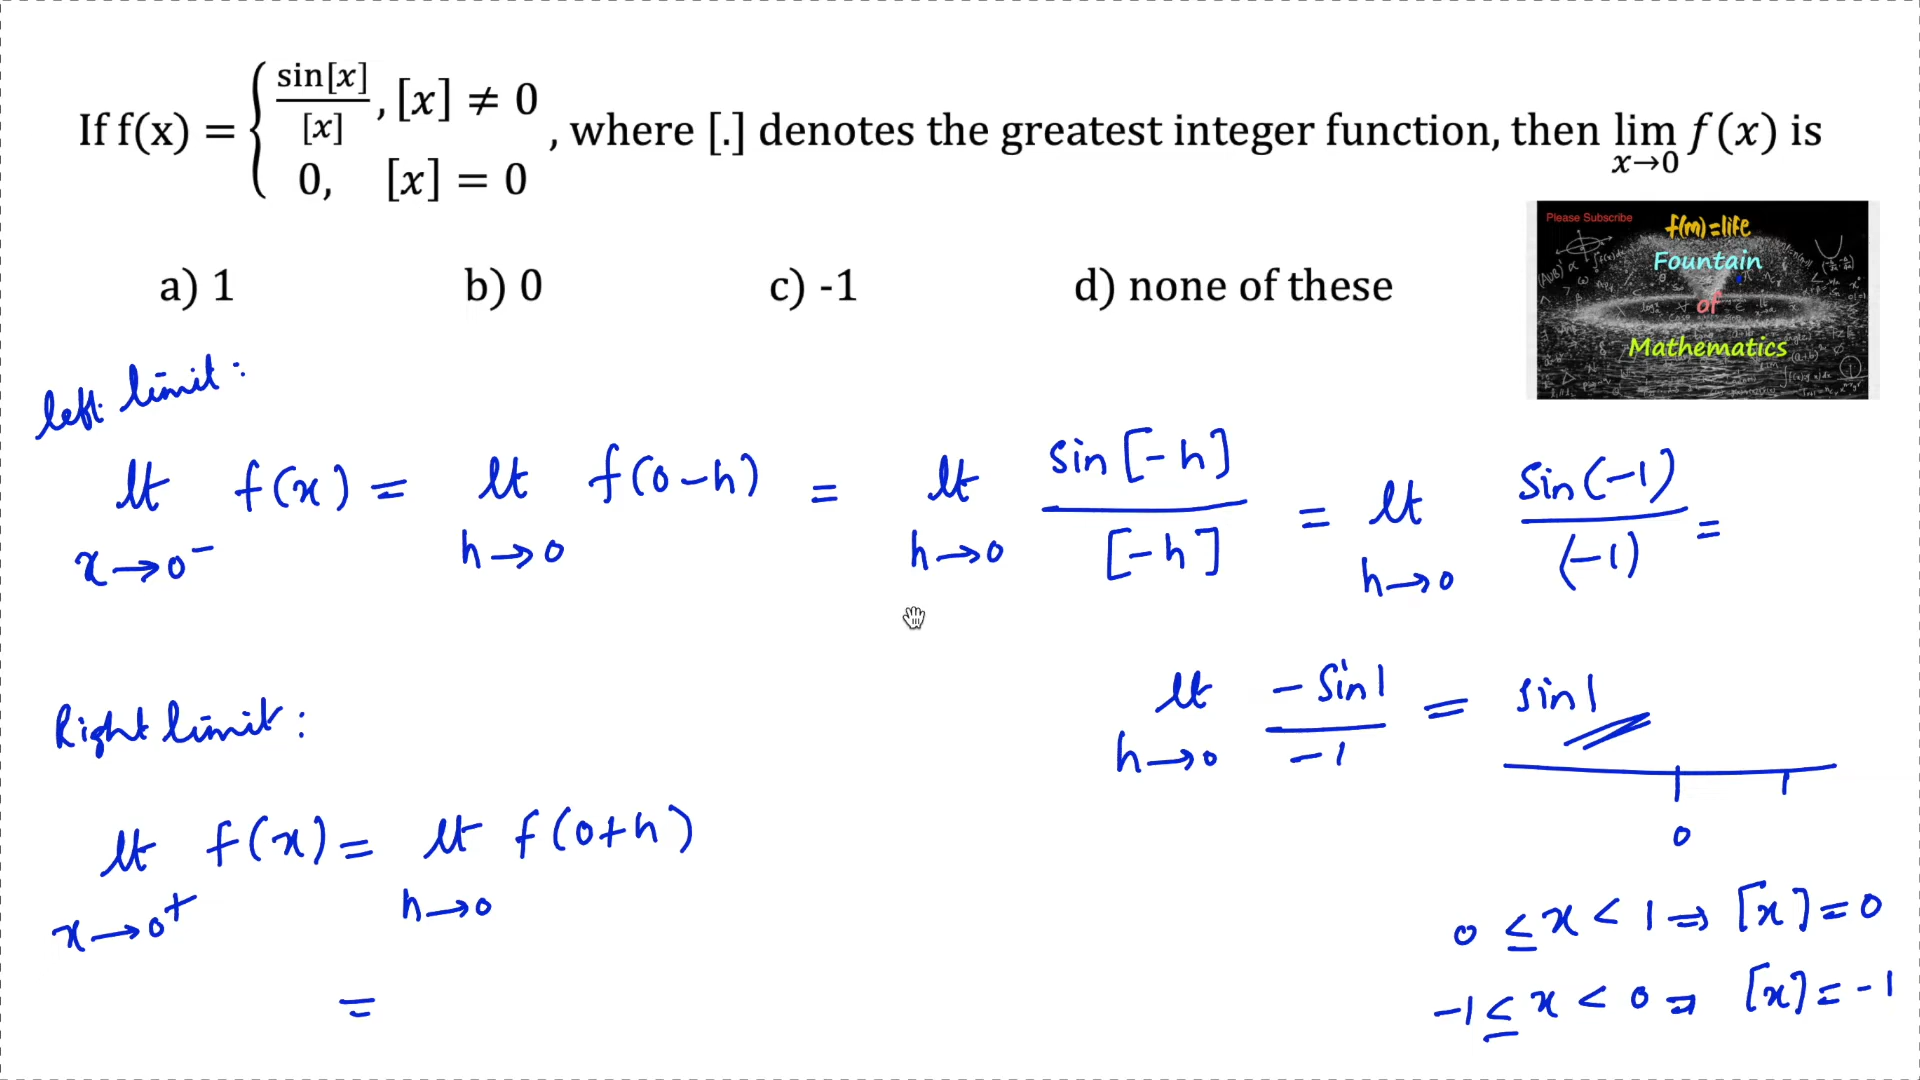 If f(x) = { sin[x]/[x], [x] ≠ 0
0, [x] = 0
, where [.] denotes the greatest integer function, then lim x→0 f(x) is
Please Subscribe
f(m)=life
Fountain
of
Mathematics
a) 1 b) 0 c) -1 d) none of these
left limit:
lt x→0⁻ f(x) = lt h→0 f(0-h) = lt h→0 sin[-h]/[-h] = lt h→0 sin(-1)/(-1) =
lt h→0 -sin1/-1 = sin1
Right limit:
0
lt x→0⁺ f(x) = lt h→0 f(0+h)
=
0 ≤ x < 1 ⇒ [x] = 0
-1 ≤ x < 0 ⇒ [x] = -1